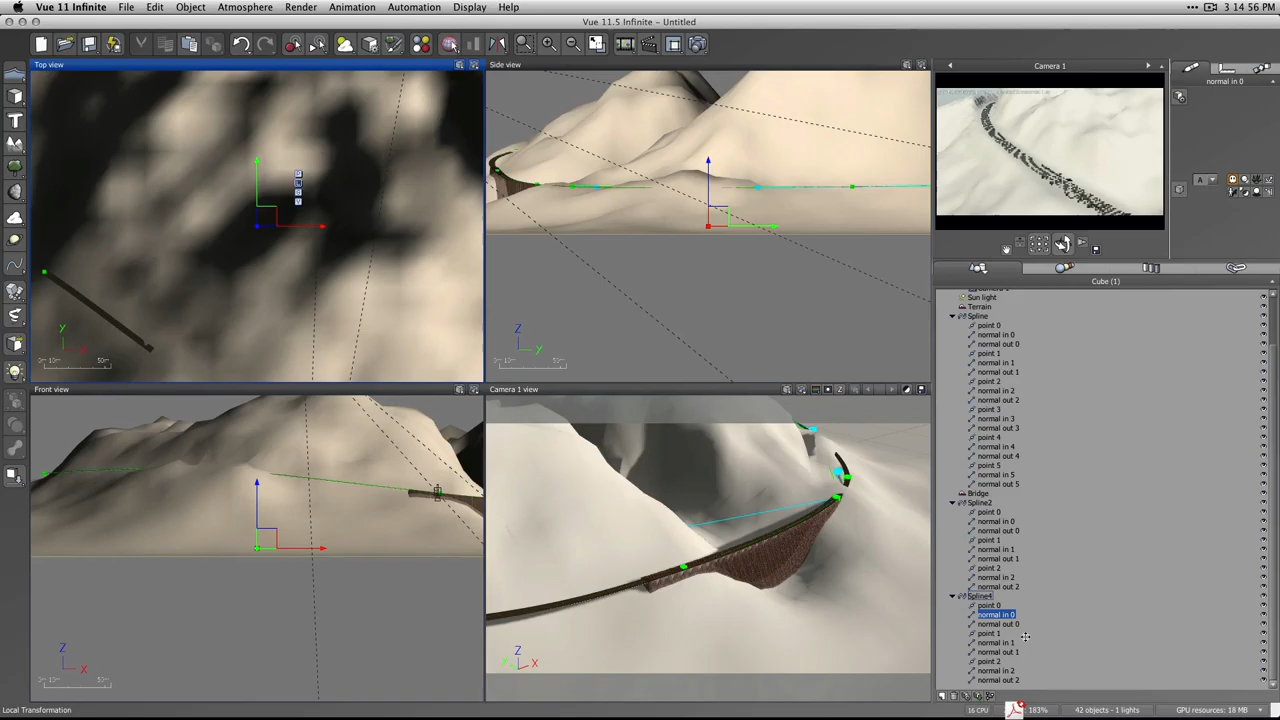 Vue 11 Infinite File Edit Object Atmosphere Render Animation Automation Display Help 3:14:56 PM
Vue 11.5 Infinite - Untitled
Top view
Side view
Camera 1
normal in 0
A
Cube (1)
Sun light
Terrain
Spline
point 0
normal in 0
normal out 0
point 1
normal in 1
normal out 1
point 2
normal in 2
normal out 2
point 3
normal in 3
normal out 3
point 4
normal in 4
normal out 4
point 5
normal in 5
normal out 5
Bridge
Spline2
point 0
normal in 0
normal out 0
point 1
normal in 1
normal out 1
point 2
normal in 2
normal out 2
Spline4
point 0
normal in 0
normal out 0
point 1
normal in 1
normal out 1
point 2
normal in 2
normal out 2
Front view
Camera 1 view
Z
Local Transformation
16 CPU 183% 42 objects - 1 lights GPU resources: 18 MB